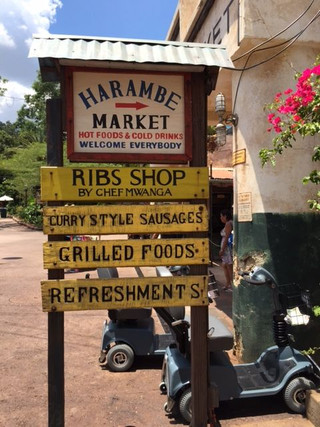 HARAMBE
MARKET
HOT FOODS & COLD DRINKS
WELCOME EVERYBODY
RIBS SHOP
BY CHEF MWANGA
CURRY STYLE SAUSAGES
GRILLED FOODS
REFRESHMENTS